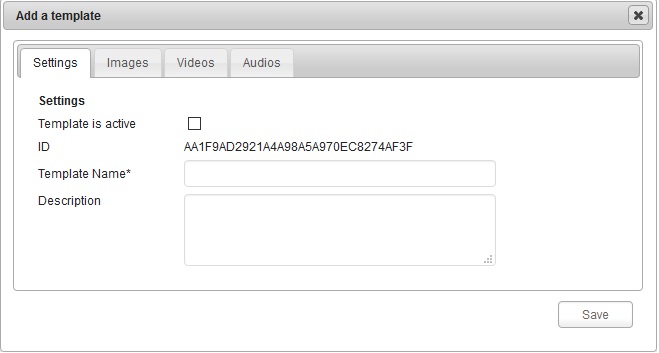 Add a template
Settings Images Videos Audios
Settings
Template is active
ID AA1F9AD2921A4A98A5A970EC8274AF3F
Template Name*
Description
Save